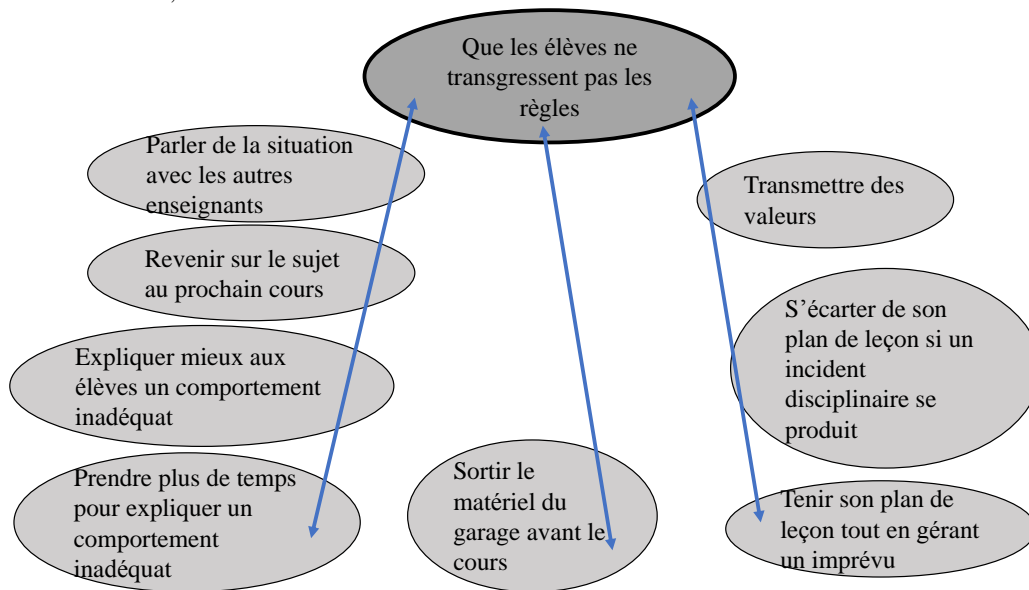 Que les élèves ne
transgressent pas les
règles
Parler de la situation
avec les autres
enseignants
Transmettre des
valeurs
Revenir sur le sujet
au prochain cours
S’écarter de son
plan de leçon si un
incident
disciplinaire se
produit
Expliquer mieux aux
élèves un comportement
inadéquat
Prendre plus de temps
pour expliquer un
comportement
inadéquat
Sortir le
matériel du
garage avant le
cours
Tenir son plan de
leçon tout en gérant
un imprévu